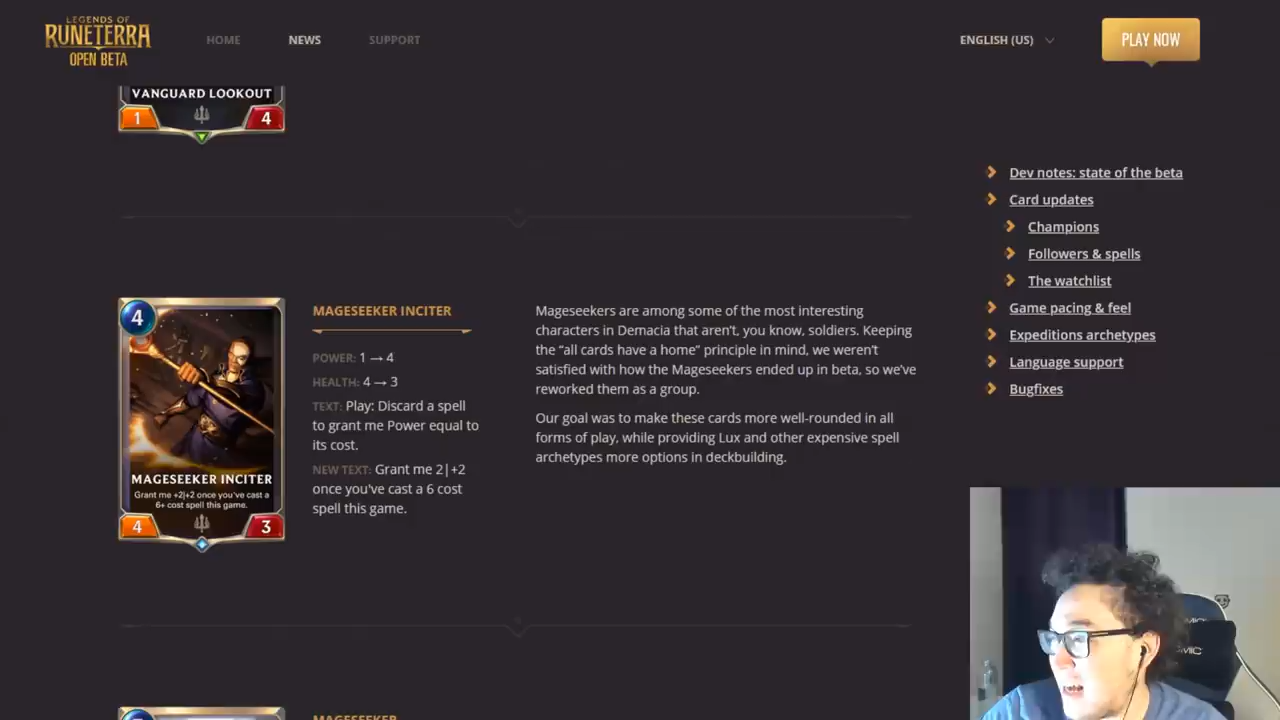 LEGENDS OF
RUNETERRA
OPEN BETA
HOME
NEWS
SUPPORT
ENGLISH (US)
PLAY NOW
VANGUARD LOOKOUT
1
4
Dev notes: state of the beta
Card updates
Champions
Followers & spells
The watchlist
Game pacing & feel
Expeditions archetypes
Language support
Bugfixes
4
MAGESEEKER INCITER
Grant me +2|+2 once you've cast a
6+ cost spell this game.
4
3
MAGESEEKER INCITER
POWER: 1 → 4
HEALTH: 4 → 3
TEXT: Play: Discard a spell
to grant me Power equal to
its cost.
NEW TEXT: Grant me 2|+2
once you've cast a 6 cost
spell this game.
Mageseekers are among some of the most interesting
characters in Demacia that aren't, you know, soldiers. Keeping
the “all cards have a home” principle in mind, we weren't
satisfied with how the Mageseekers ended up in beta, so we've
reworked them as a group.
Our goal was to make these cards more well-rounded in all
forms of play, while providing Lux and other expensive spell
archetypes more options in deckbuilding.
MAGESEEKER